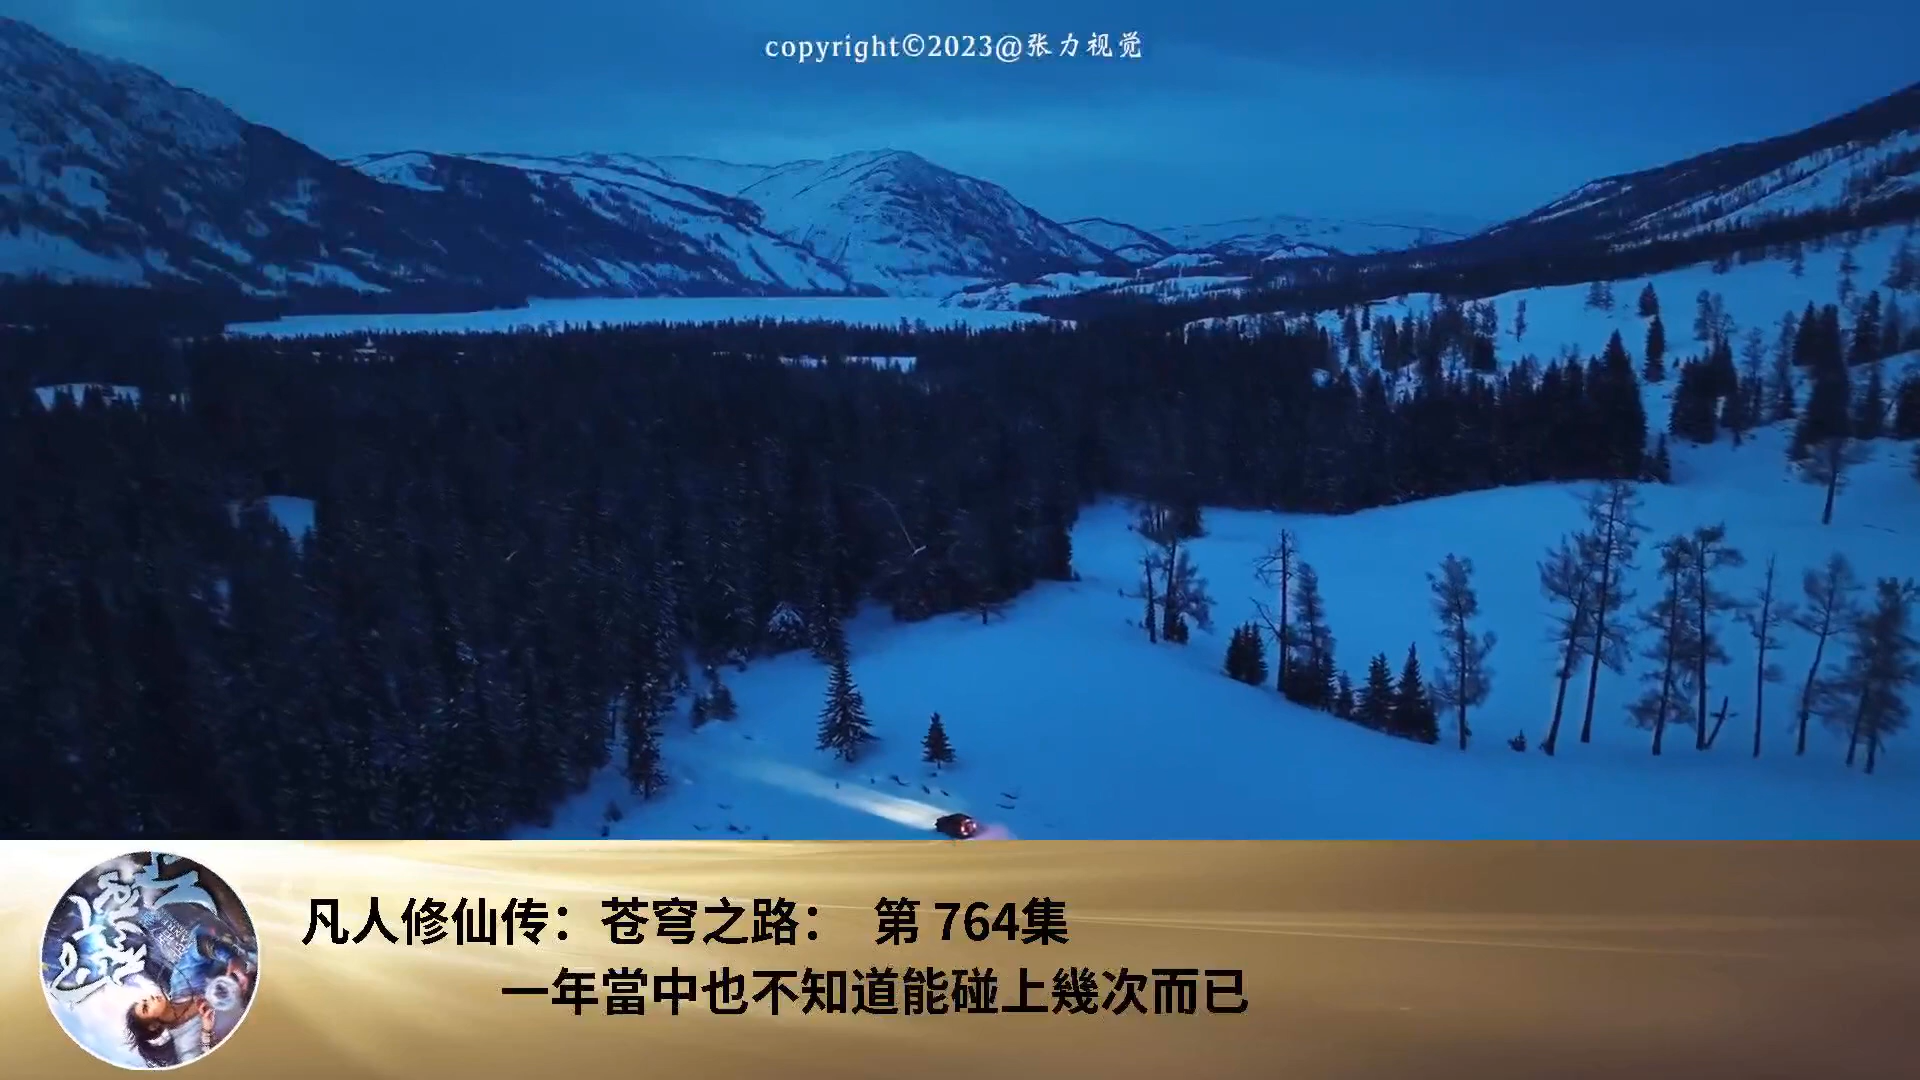 copyright©2023@张力视觉
凡人修仙传：苍穹之路： 第 764集
一年當中也不知道能碰上幾次而已